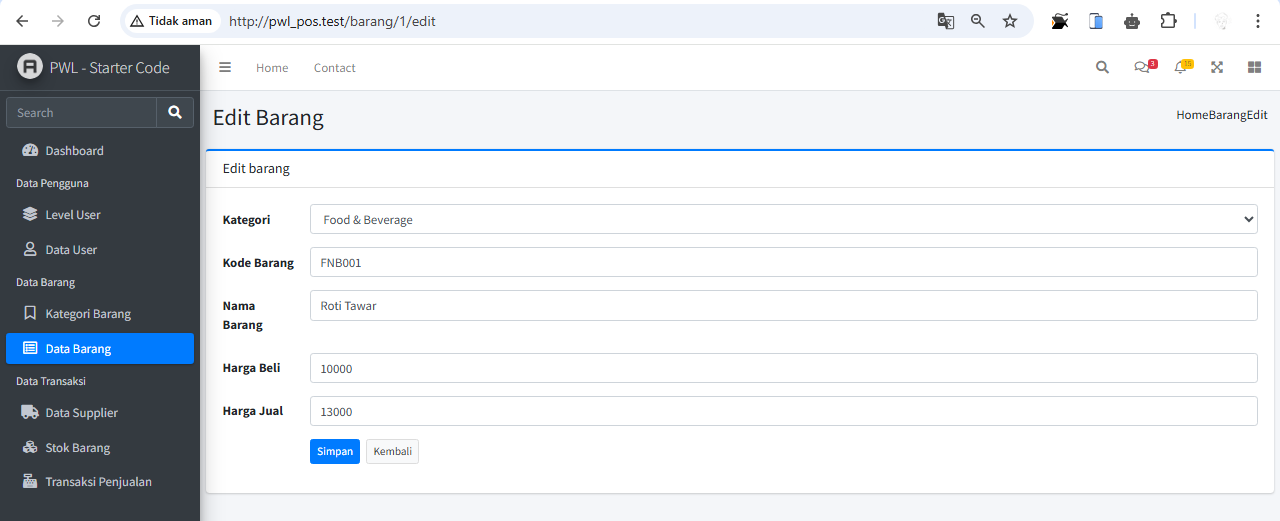 Tidak aman
http://pwl_pos.test/barang/1/edit
PWL - Starter Code
Home
Contact
3
15
Search
Edit Barang
HomeBarangEdit
Dashboard
Data Pengguna
Level User
Data User
Data Barang
Kategori Barang
Data Barang
Data Transaksi
Data Supplier
Stok Barang
Transaksi Penjualan
Edit barang
Kategori
Food & Beverage
Kode Barang
FNB001
Nama
Barang
Roti Tawar
Harga Beli
10000
Harga Jual
13000
Simpan
Kembali